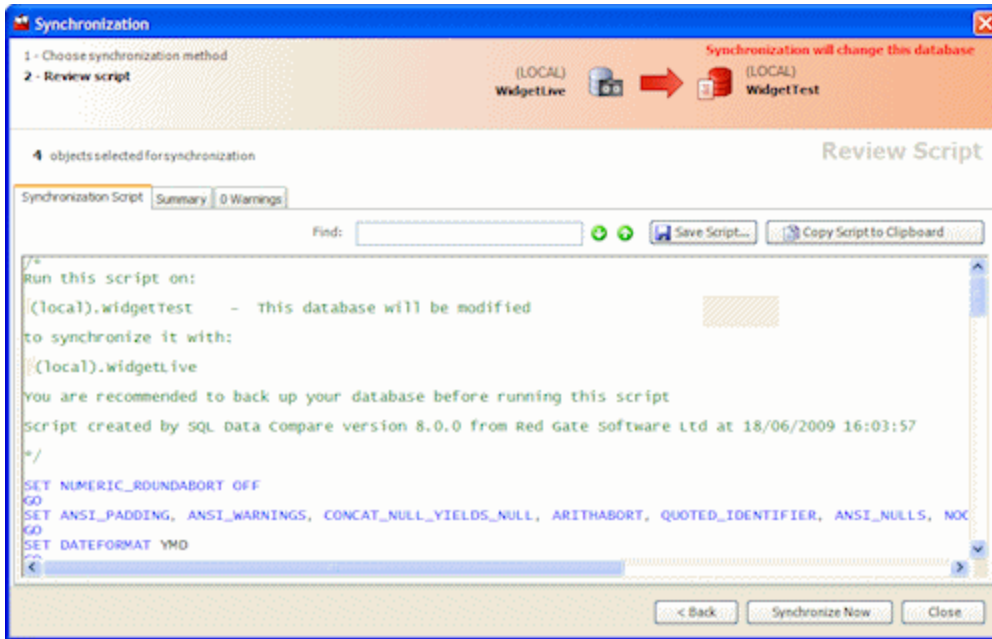 Synchronization
1 - Choose synchronization method
2 - Review script
Synchronization will change this database
(LOCAL)
WidgetLive
(LOCAL)
WidgetTest
4 objects selected for synchronization
Review Script
Synchronization Script
Summary
0 Warnings
Find:
Save Script...
Copy Script to Clipboard
/*
Run this script on:
(local).WidgetTest - This database will be modified
to synchronize it with:
(local).WidgetLive
You are recommended to back up your database before running this script
Script created by SQL Data Compare version 8.0.0 from Red Gate Software Ltd at 18/06/2009 16:03:57
*/
SET NUMERIC_ROUNDABORT OFF
GO
SET ANSI_PADDING, ANSI_WARNINGS, CONCAT_NULL_YIELDS_NULL, ARITHABORT, QUOTED_IDENTIFIER, ANSI_NULLS, NOC
GO
SET DATEFORMAT YMD
GO
< Back
Synchronize Now
Close